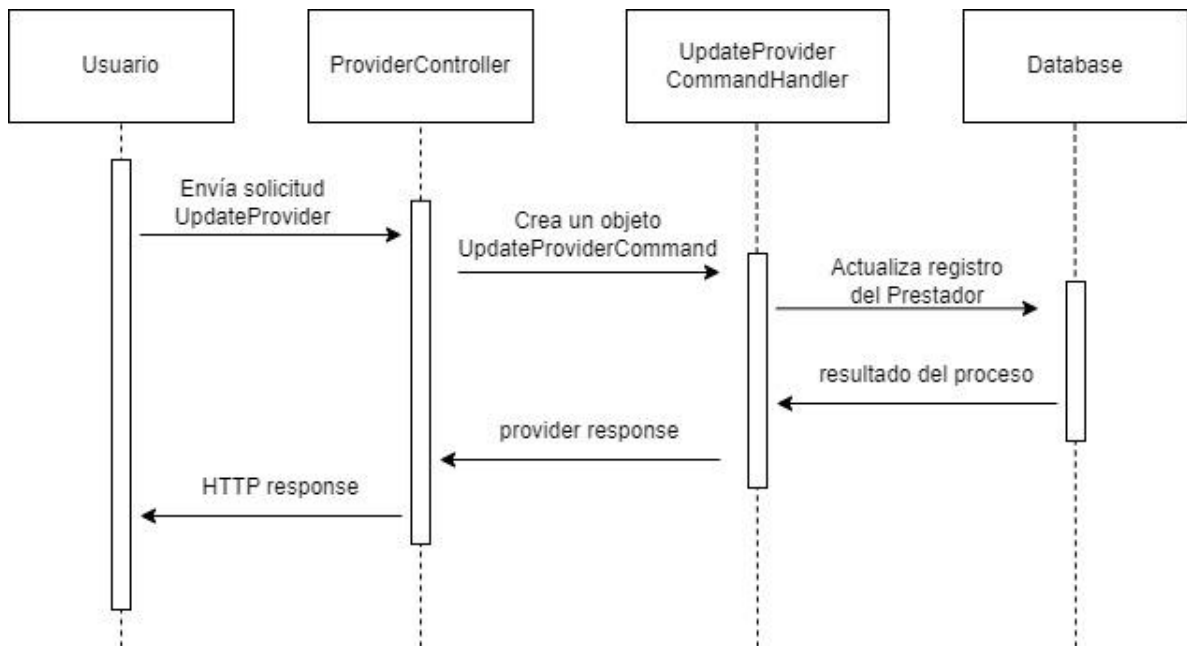 Usuario
ProviderController
UpdateProvider
CommandHandler
Database
Envía solicitud
UpdateProvider
Crea un objeto
UpdateProviderCommand
Actualiza registro
del Prestador
resultado del proceso
provider response
HTTP response